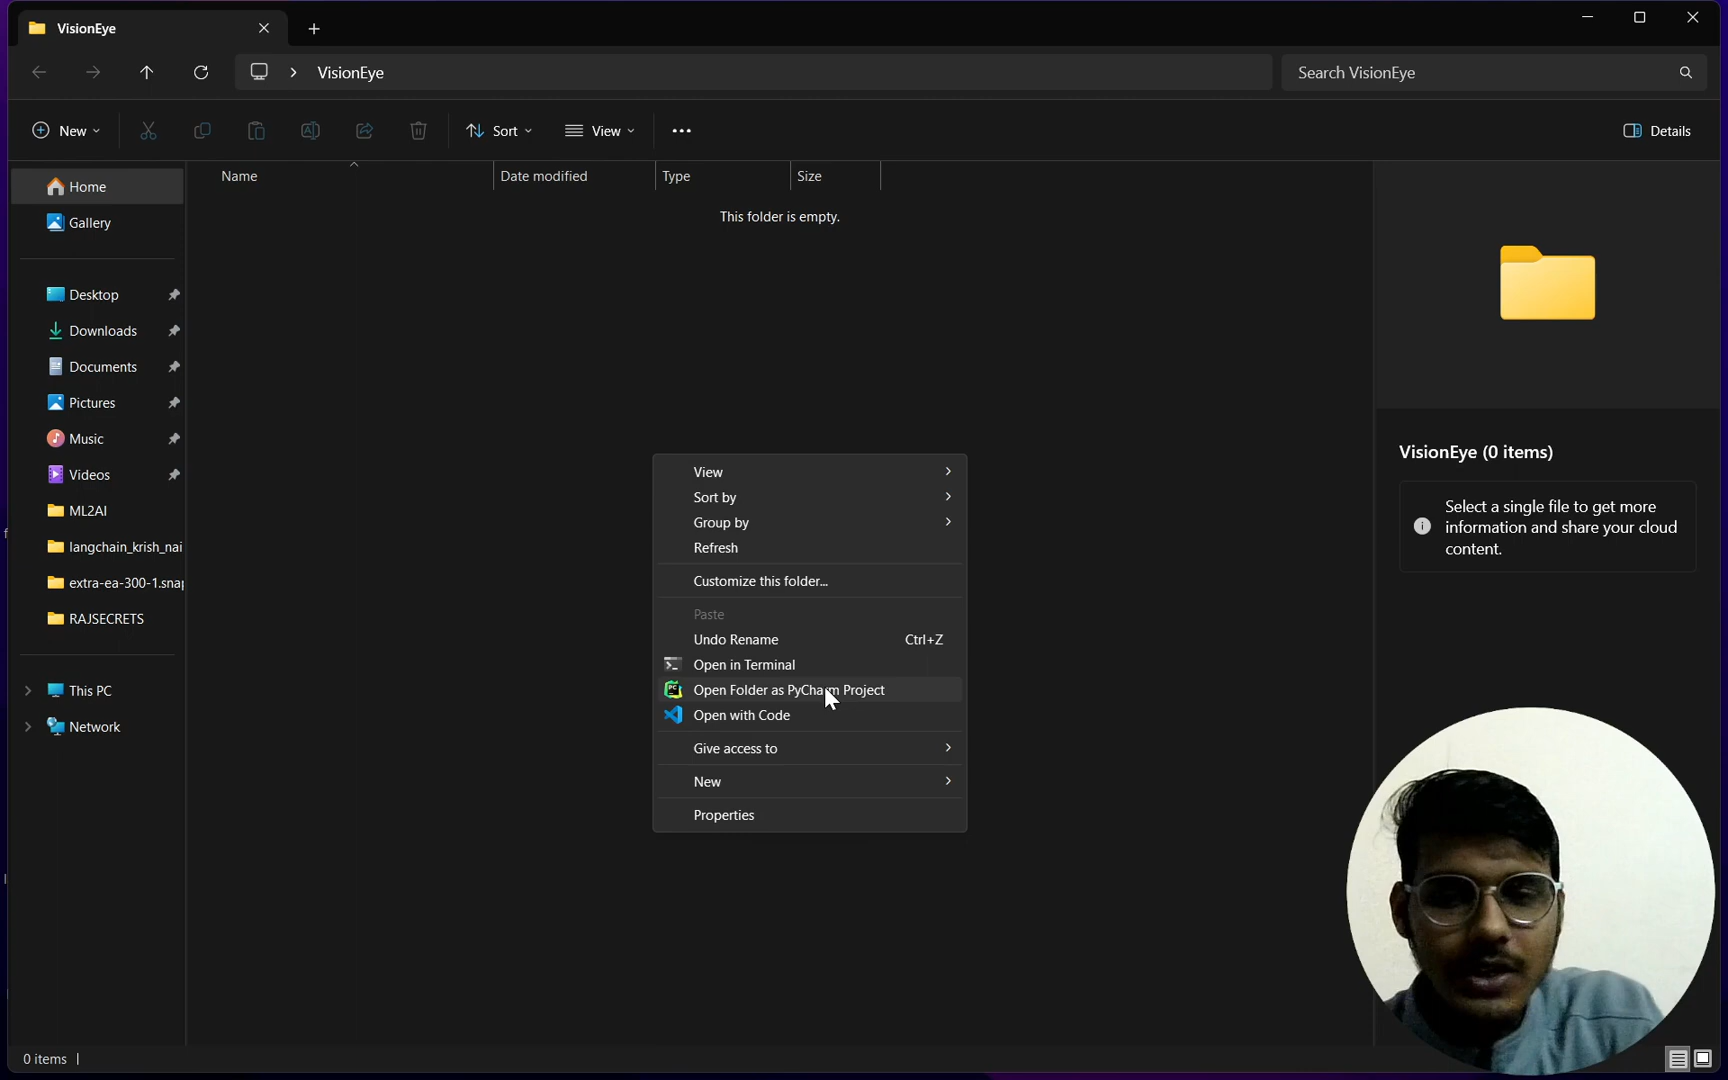 VisionEye
VisionEye
Search VisionEye
New
Sort
View
Details
Home
Gallery
Desktop
Downloads
Documents
Pictures
Music
Videos
ML2AI
langchain_krish_nai
extra-ea-300-1.snap
RAJSECRETS
This PC
Network
Name
Date modified
Type
Size
This folder is empty.
View
Sort by
Group by
Refresh
Customize this folder...
Paste
Undo Rename Ctrl+Z
Open in Terminal
Open Folder as PyCharm Project
Open with Code
Give access to
New
Properties
VisionEye (0 items)
Select a single file to get more
information and share your cloud
content.
0 items